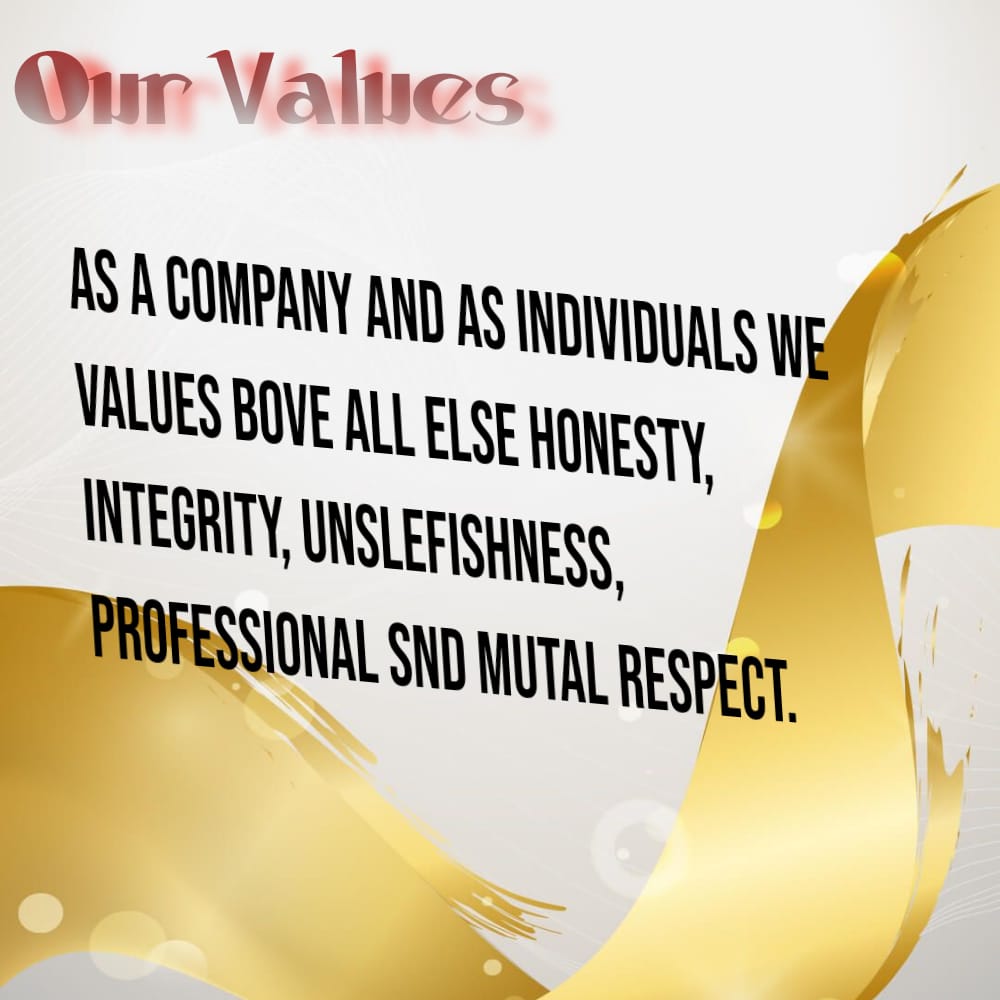 Our Values
AS A COMPANY AND AS INDIVIDUALS WE
VALUES BOVE ALL ELSE HONESTY,
INTEGRITY, UNSLEFISHNESS,
PROFESSIONAL SND MUTAL RESPECT.